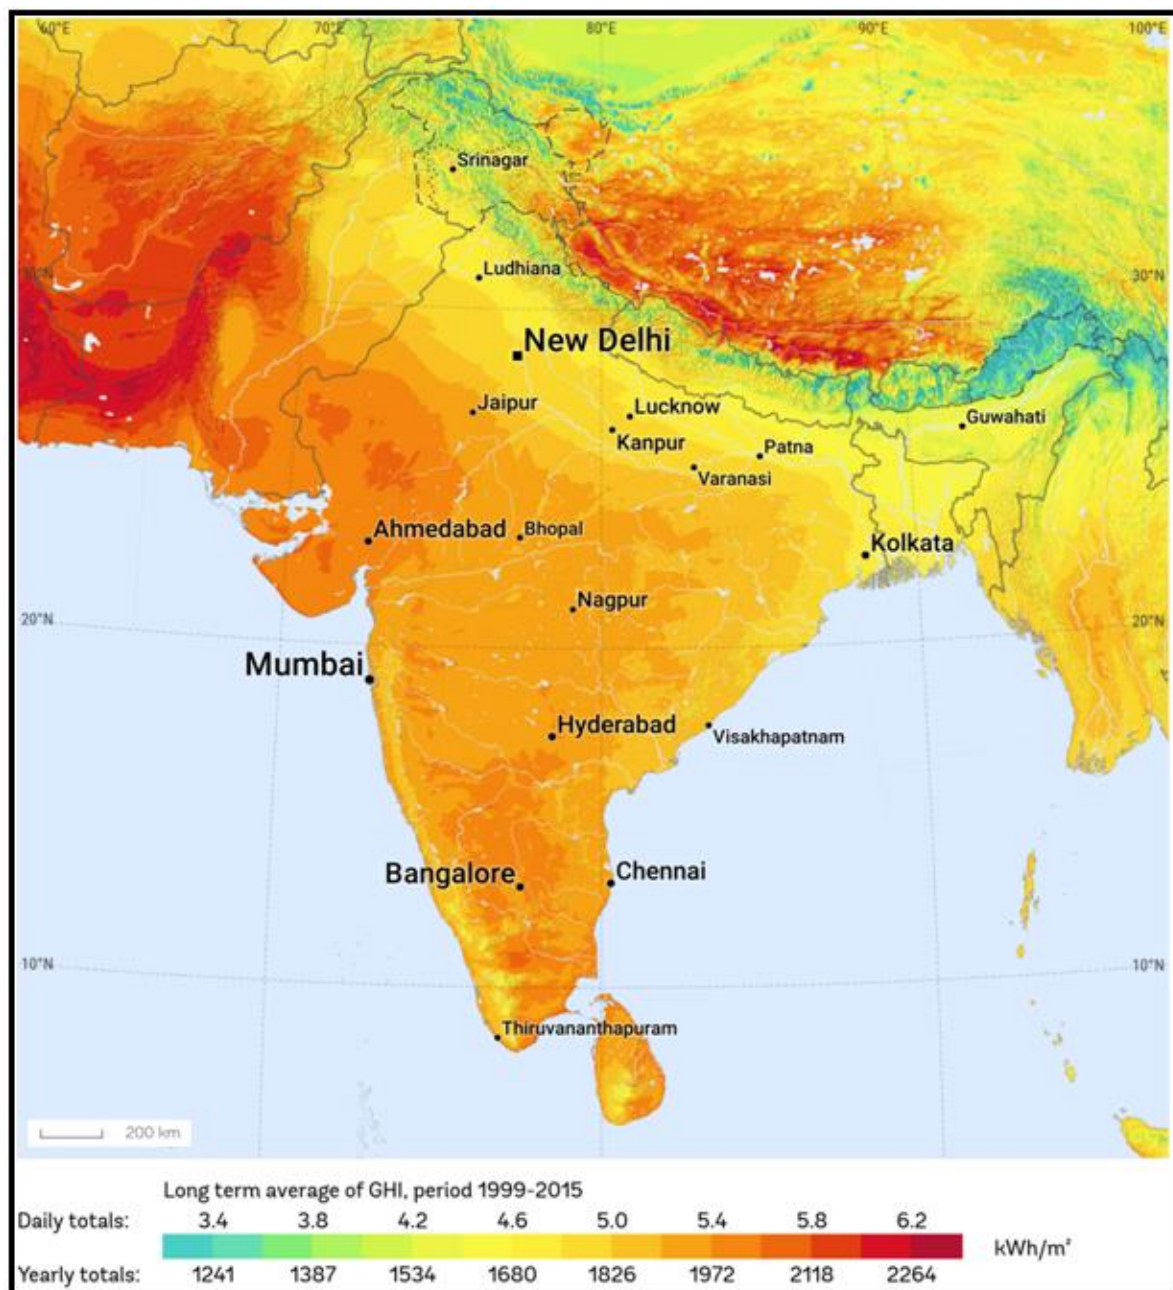 60°E 70°E 80°E 90°E 100°E
Srinagar
Ludhiana
30°N
New Delhi
Jaipur
Lucknow
Kanpur
Guwahati
Patna
Varanasi
Ahmedabad
Bhopal
Kolkata
Nagpur
20°N 20°N
Mumbai
Hyderabad
Visakhapatnam
Bangalore
Chennai
10°N 10°N
Thiruvananthapuram
200 km
Long term average of GHI, period 1999-2015
Daily totals: 3.4 3.8 4.2 4.6 5.0 5.4 5.8 6.2
kWh/m²
Yearly totals: 1241 1387 1534 1680 1826 1972 2118 2264